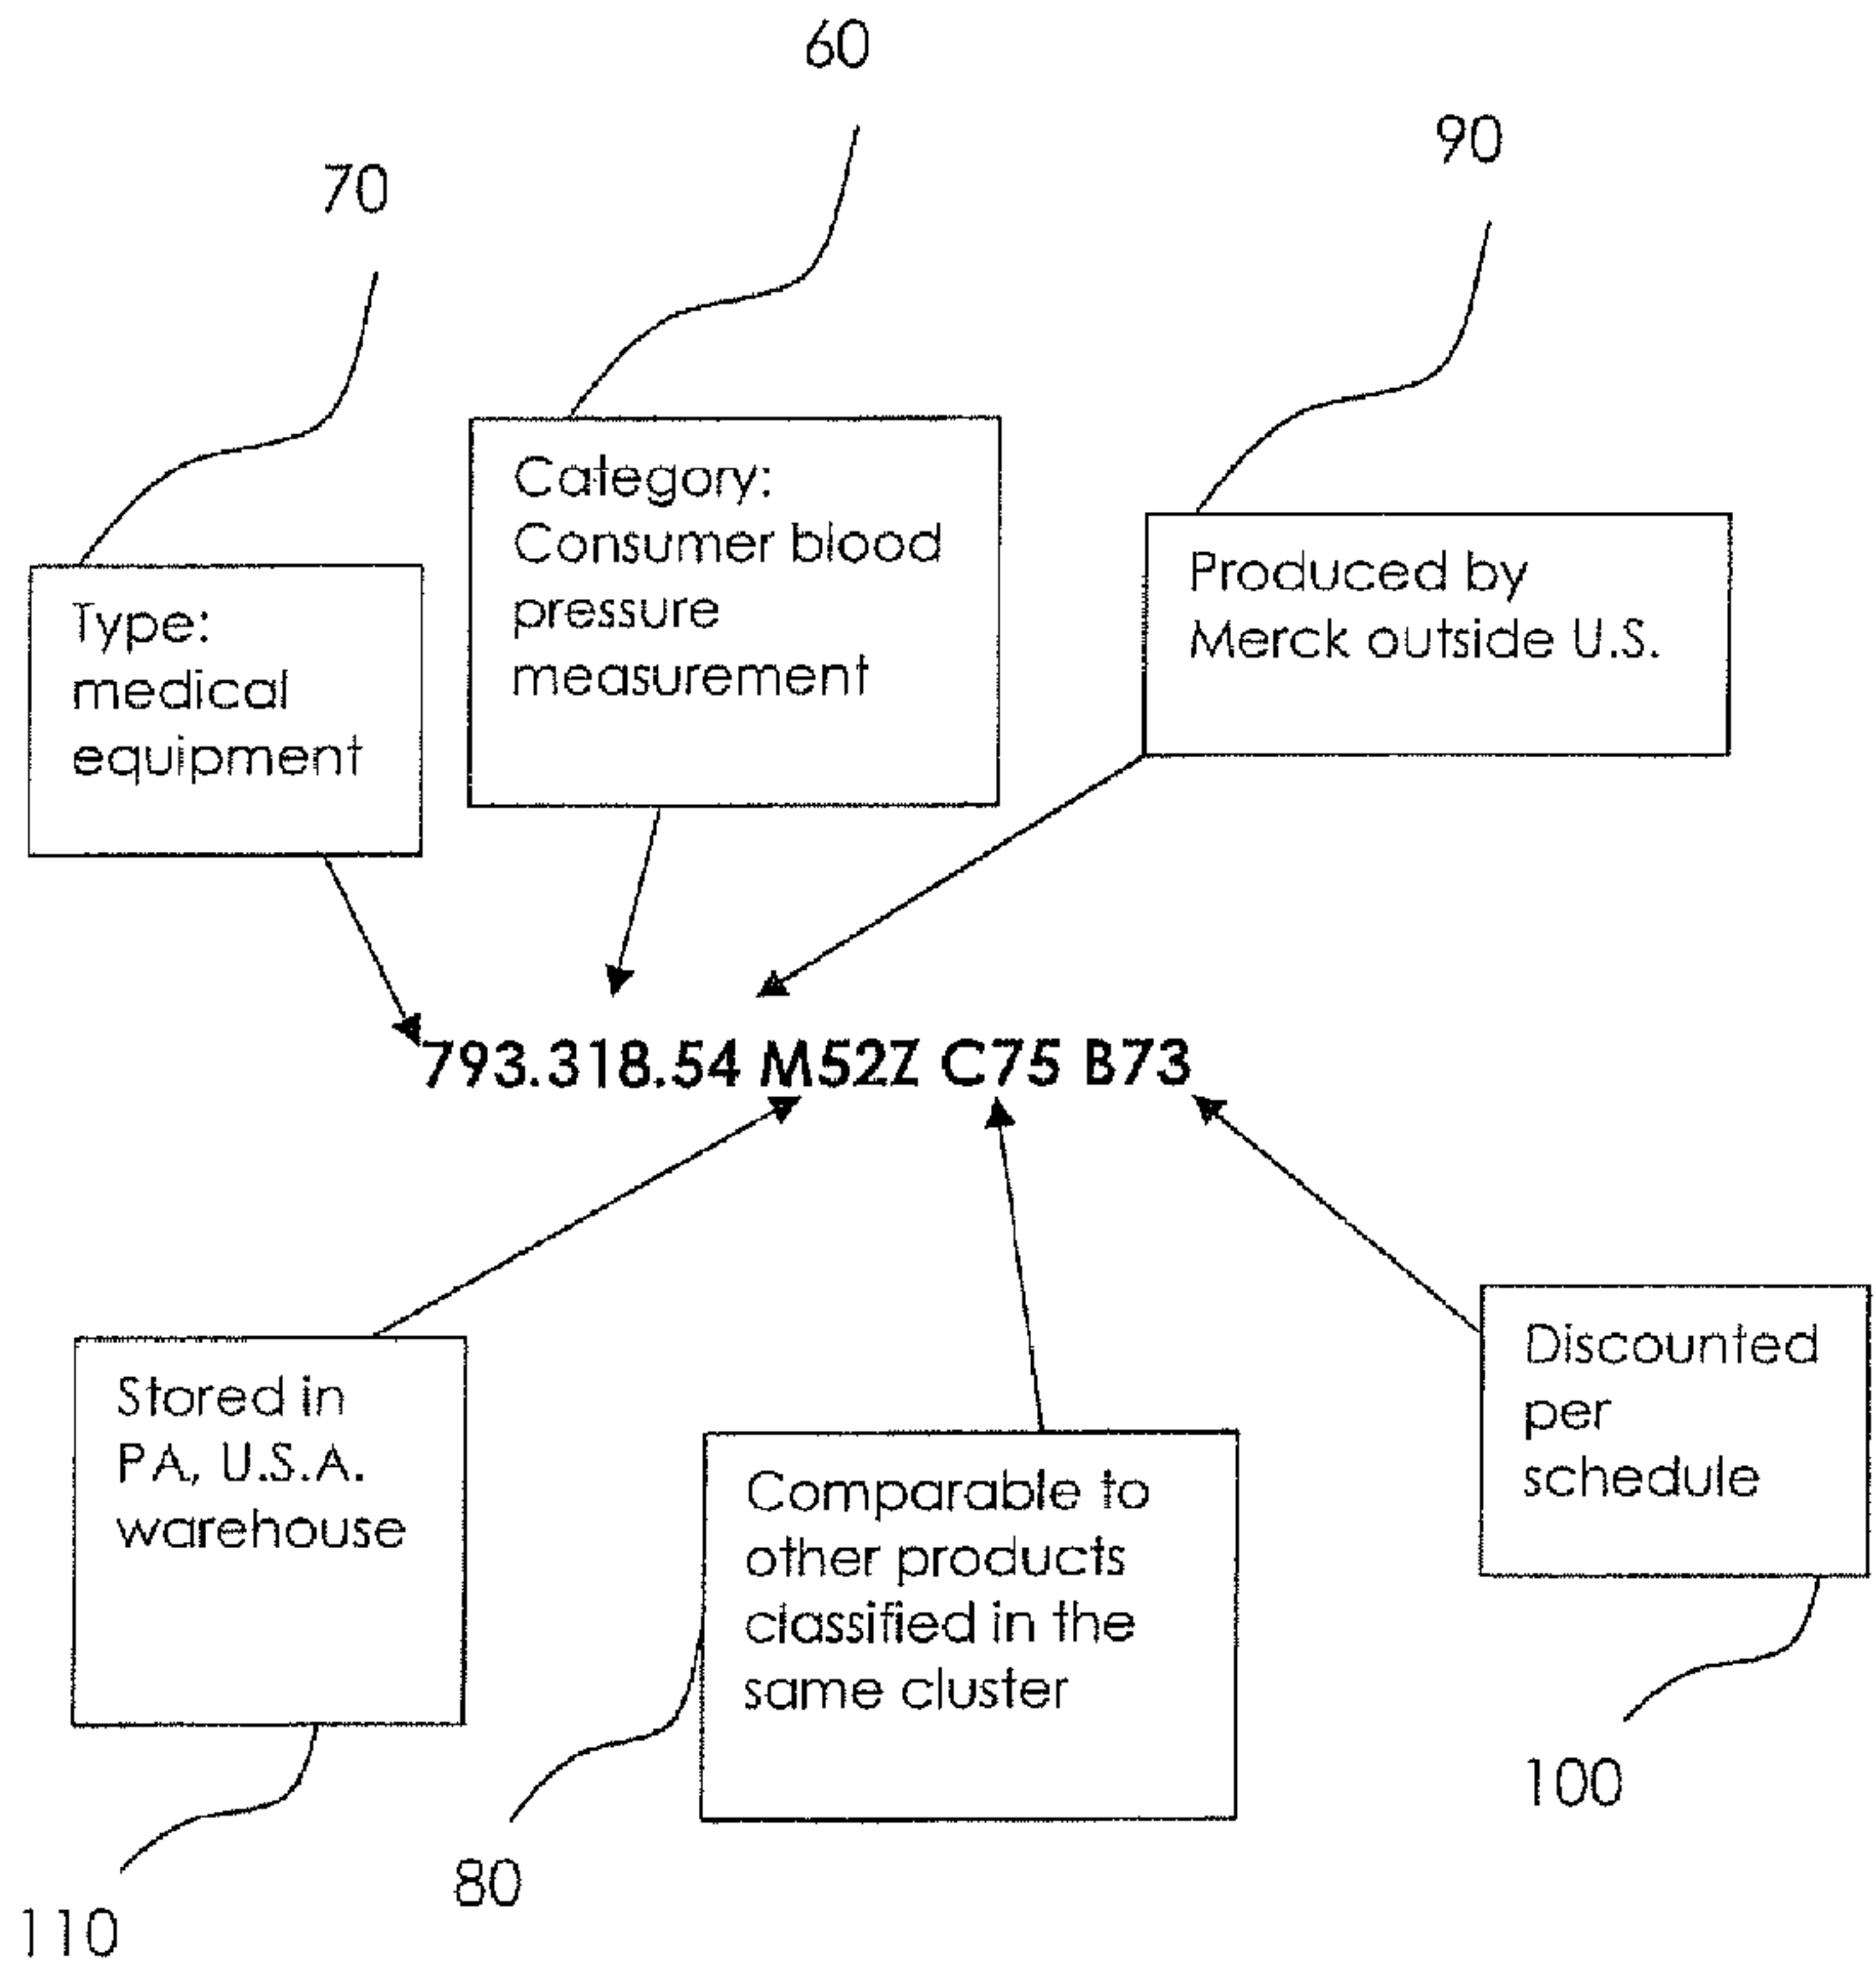 60
90
70
Category:
Consumer blood
pressure
measurement
Produced by
Merck outside U.S.
Type:
medical
equipment
793.318.54 M52Z C75 B73
Stored in
PA, U.S.A.
warehouse
Comparable to
other products
classified in the
same cluster
Discounted
per
schedule
100
80
110